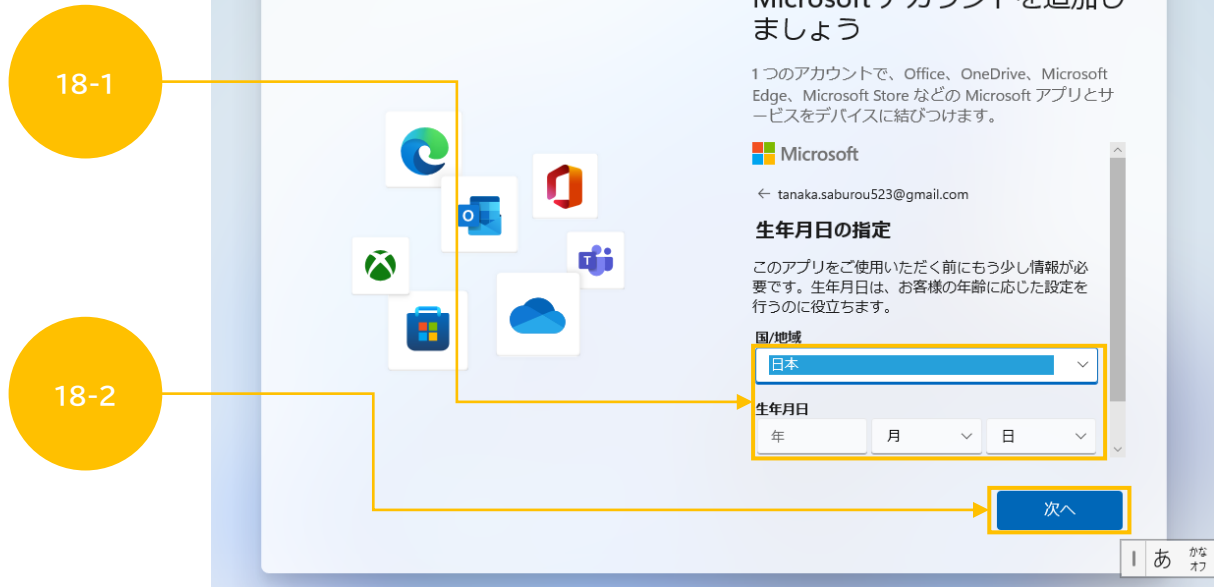 Microsoft アカウントを追加し
ましょう
18-1
1 つのアカウントで、Office、OneDrive、Microsoft
Edge、Microsoft Store などの Microsoft アプリとサ
ービスをデバイスに結びつけます。
Microsoft
← tanaka.saburou523@gmail.com
生年月日の指定
このアプリをご使用いただく前にもう少し情報が必
要です。生年月日は、お客様の年齢に応じた設定を
行うのに役立ちます。
国/地域
日本
18-2
生年月日
年 月 日
次へ
あ かな
オフ